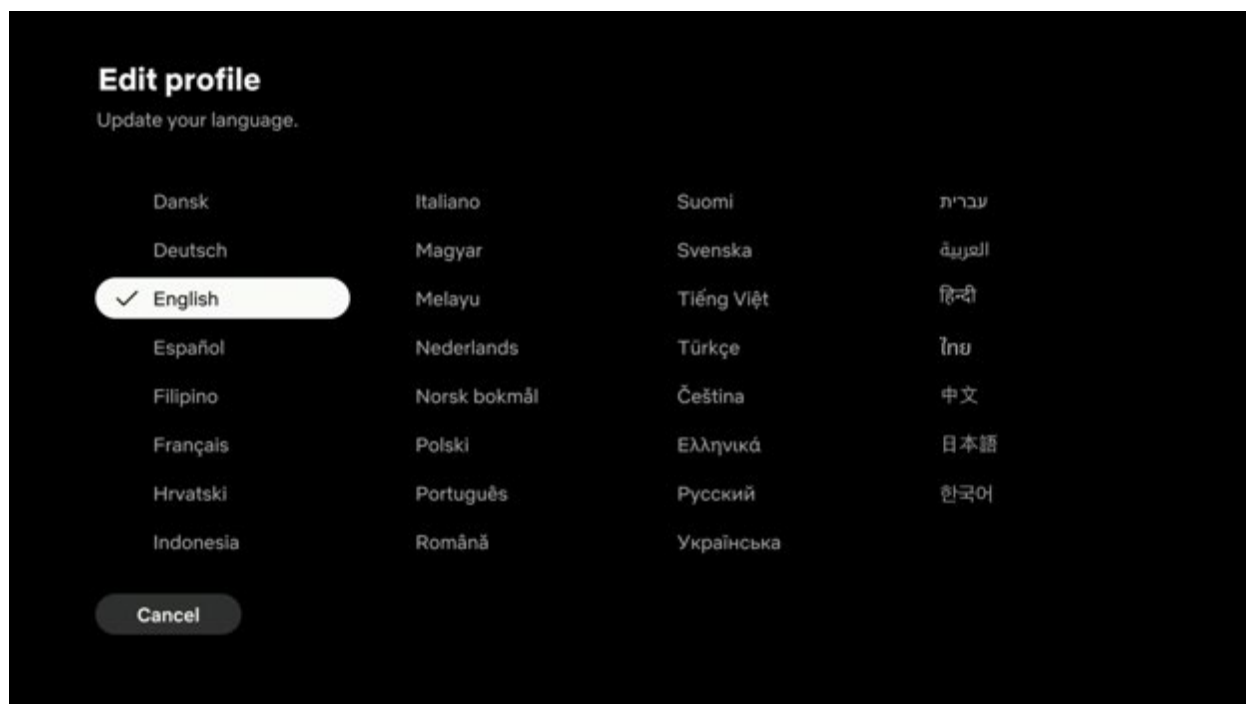 Edit profile
Update your language.
Dansk
Deutsch
English
Español
Filipino
Français
Hrvatski
Indonesia
Italiano
Magyar
Melayu
Nederlands
Norsk bokmål
Polski
Português
Română
Suomi
Svenska
Tiếng Việt
Türkçe
Čeština
Ελληνικά
Русский
Українська
עברית
العربية
हिन्दी
ไทย
中文
日本語
한국어
Cancel